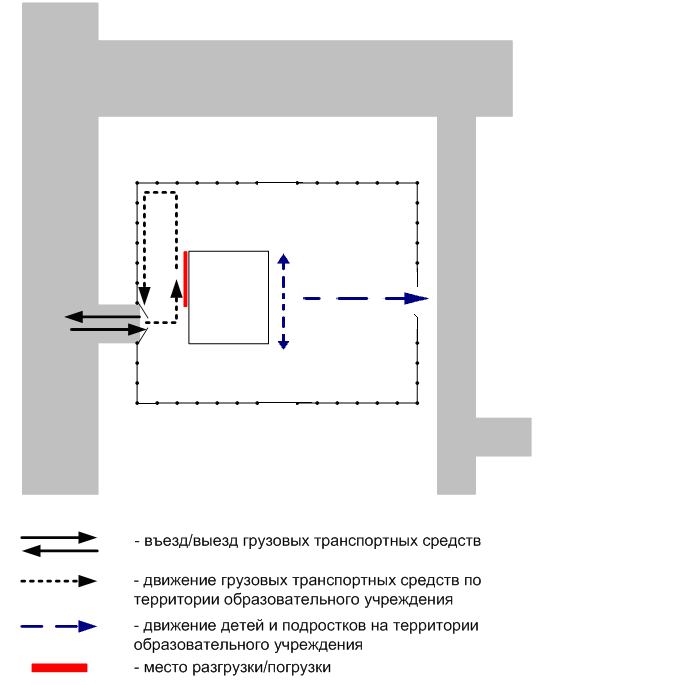 - въезд/выезд грузовых транспортных средств
- движение грузовых транспортных средств по
территории образовательного учреждения
- движение детей и подростков на территории
образовательного учреждения
- место разгрузки/погрузки